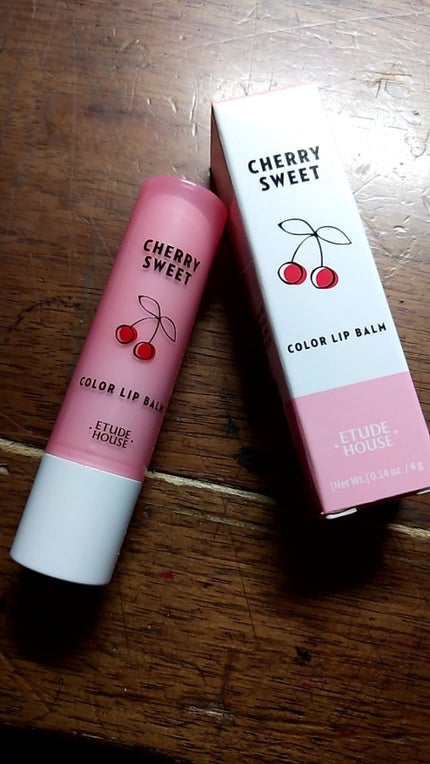 CHERRY
SWEET
COLOR LIP BALM
ETUDE
HOUSE
CHERRY
SWEET
COLOR LIP BALM
ETUDE
HOUSE
[Net Wt.] 0.14 oz. / 4 g